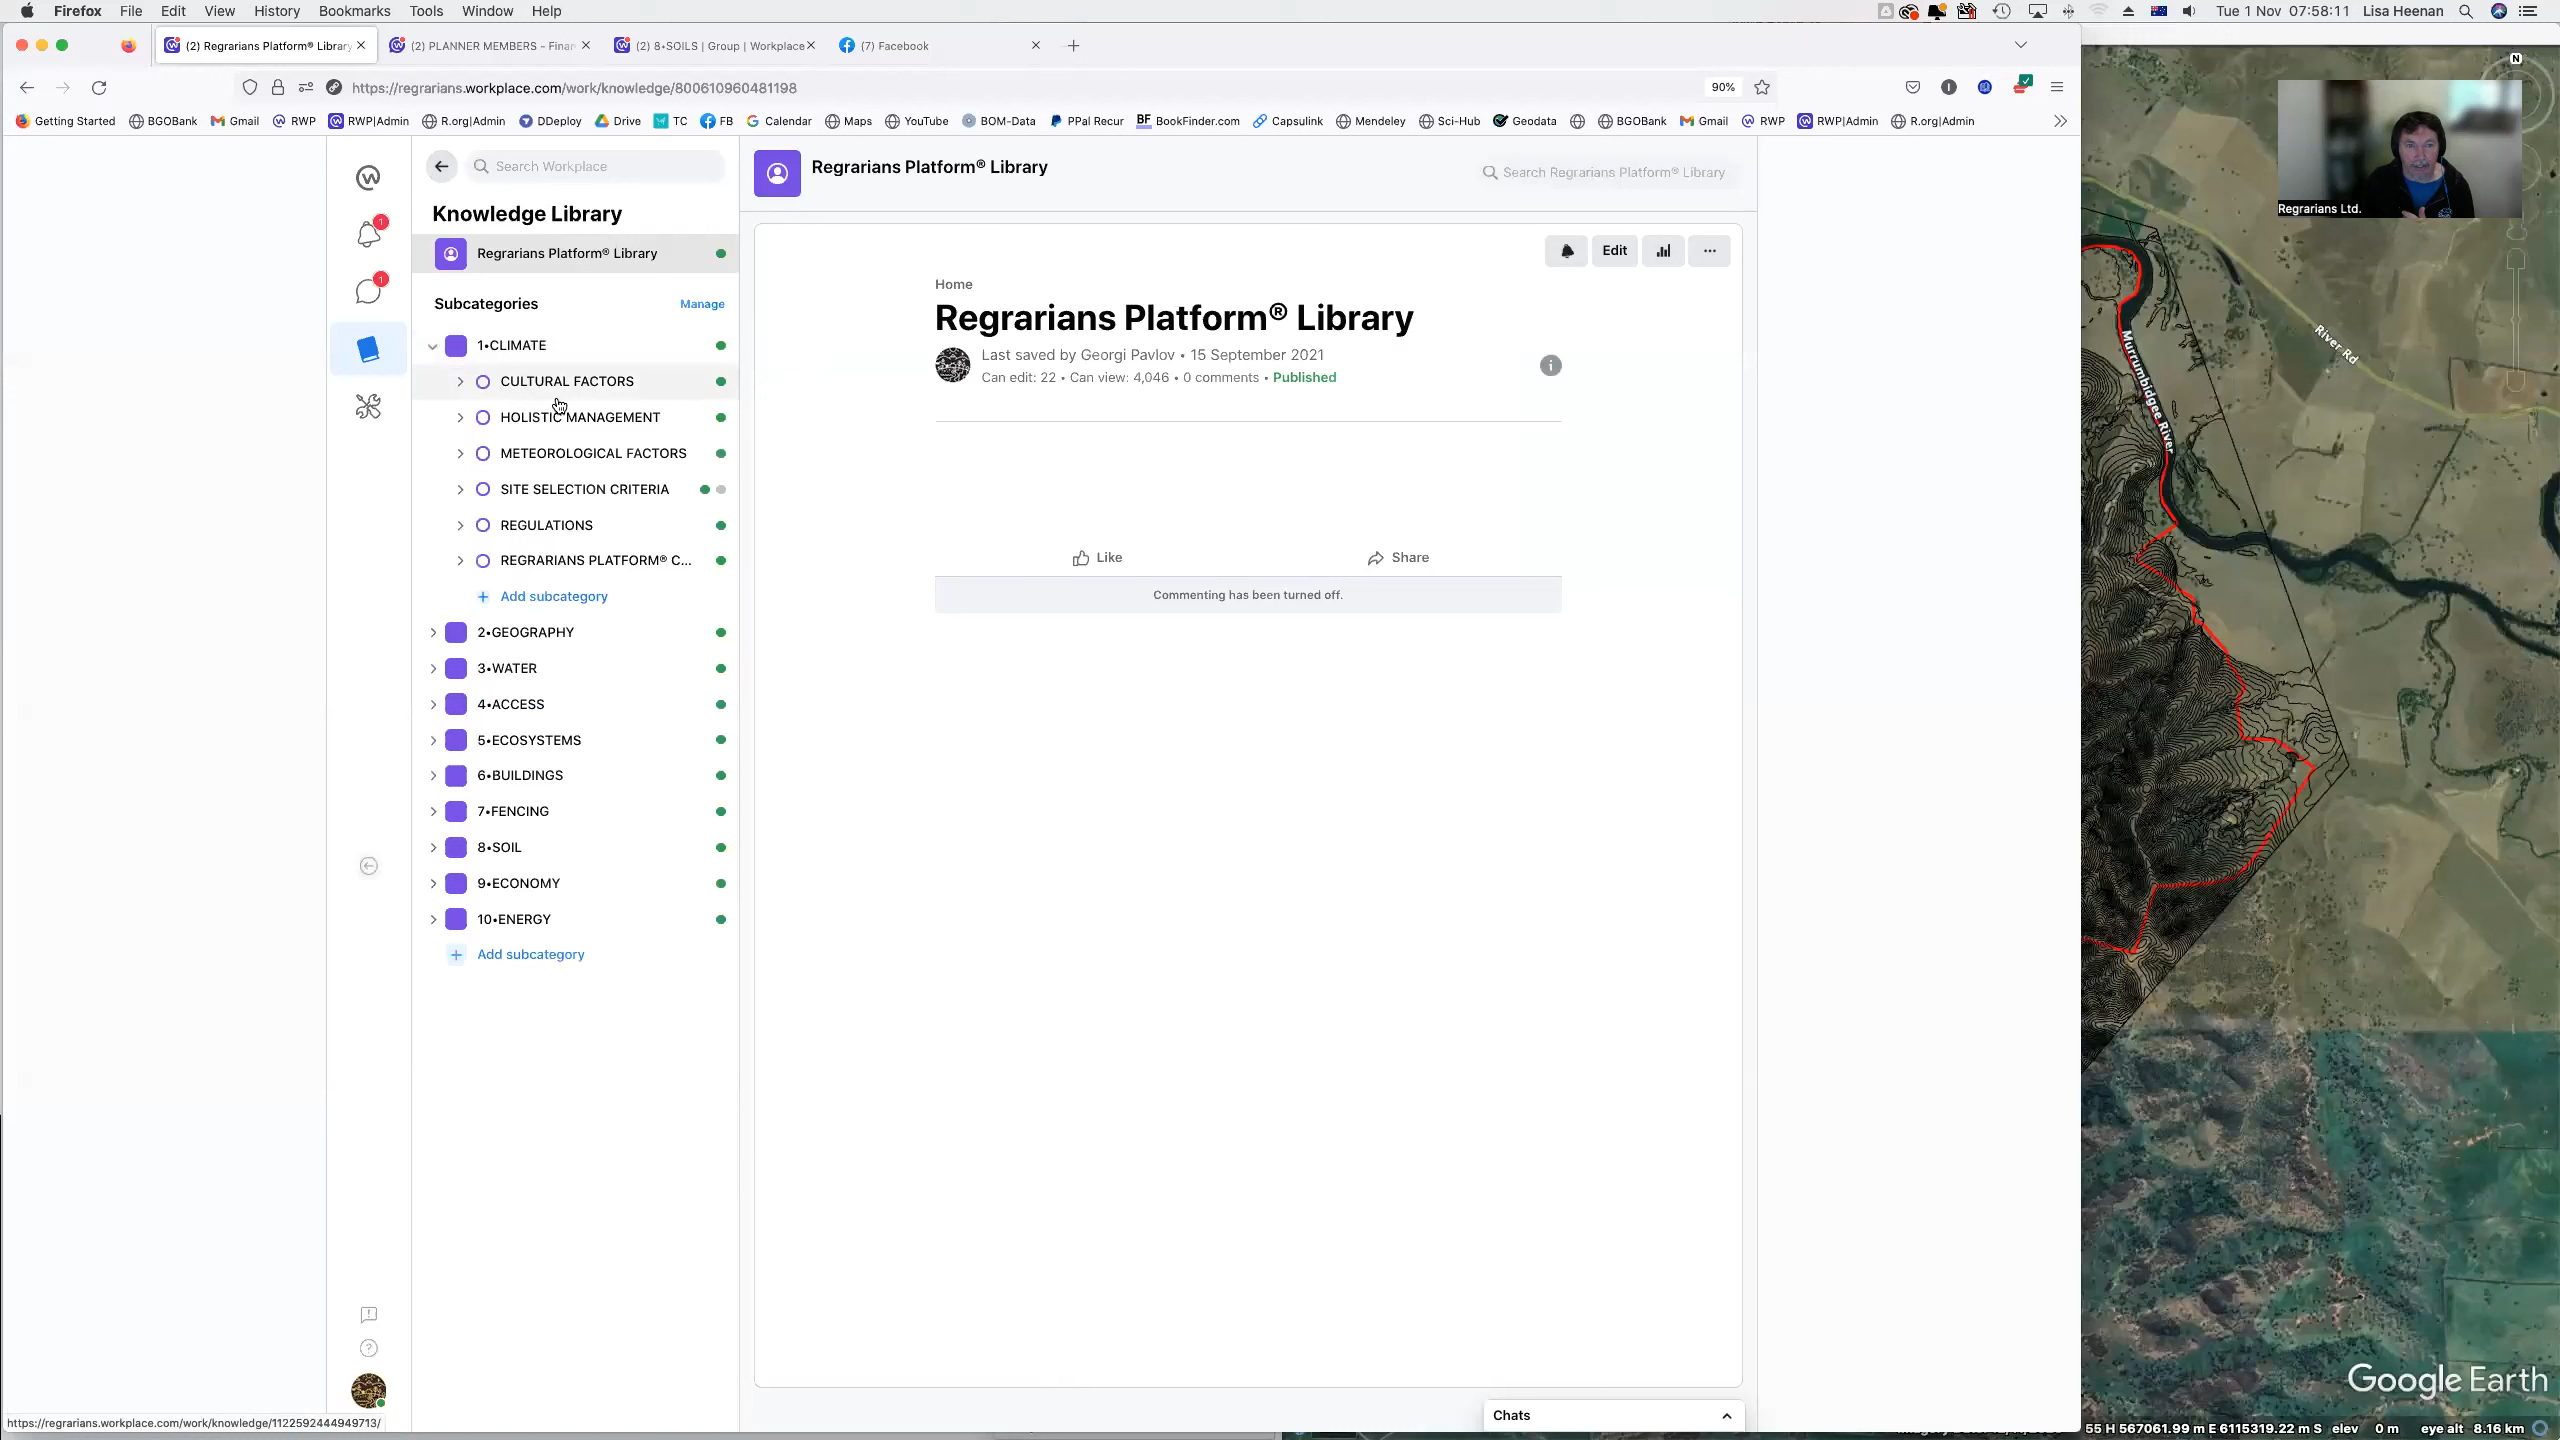 Firefox File Edit View History Bookmarks Tools Window Help
Tue 1 Nov 07:58:11 Lisa Heenan
(2) Regrarians Platform® Library
(2) PLANNER MEMBERS - Finan
(2) 8•SOILS | Group | Workplace
(7) Facebook
https://regrarians.workplace.com/work/knowledge/800610960481198
90%
Getting Started BGOBank Gmail RWP RWP|Admin R.org|Admin DDeploy Drive TC FB Calendar Maps YouTube BOM-Data PPal Recur BookFinder.com Capsulink Mendeley Sci-Hub Geodata BGOBank Gmail RWP RWP|Admin R.org|Admin
Search Workplace
Knowledge Library
Regrarians Platform® Library
Subcategories
Manage
1•CLIMATE
CULTURAL FACTORS
HOLISTIC MANAGEMENT
METEOROLOGICAL FACTORS
SITE SELECTION CRITERIA
REGULATIONS
REGRARIANS PLATFORM® C...
+ Add subcategory
2•GEOGRAPHY
3•WATER
4•ACCESS
5•ECOSYSTEMS
6•BUILDINGS
7•FENCING
8•SOIL
9•ECONOMY
10•ENERGY
+ Add subcategory
Regrarians Platform® Library
Search Regrarians Platform® Library
Edit
Home
Regrarians Platform® Library
Last saved by Georgi Pavlov • 15 September 2021
Can edit: 22 • Can view: 4,046 • 0 comments • Published
Like
Share
Commenting has been turned off.
Chats
https://regrarians.workplace.com/work/knowledge/1122592444949713/
N
Regrarians Ltd.
River Rd
Murrumbidgee River
Google Earth
55 H 567061.99 m E 6115319.22 m S elev 0 m eye alt 8.16 km